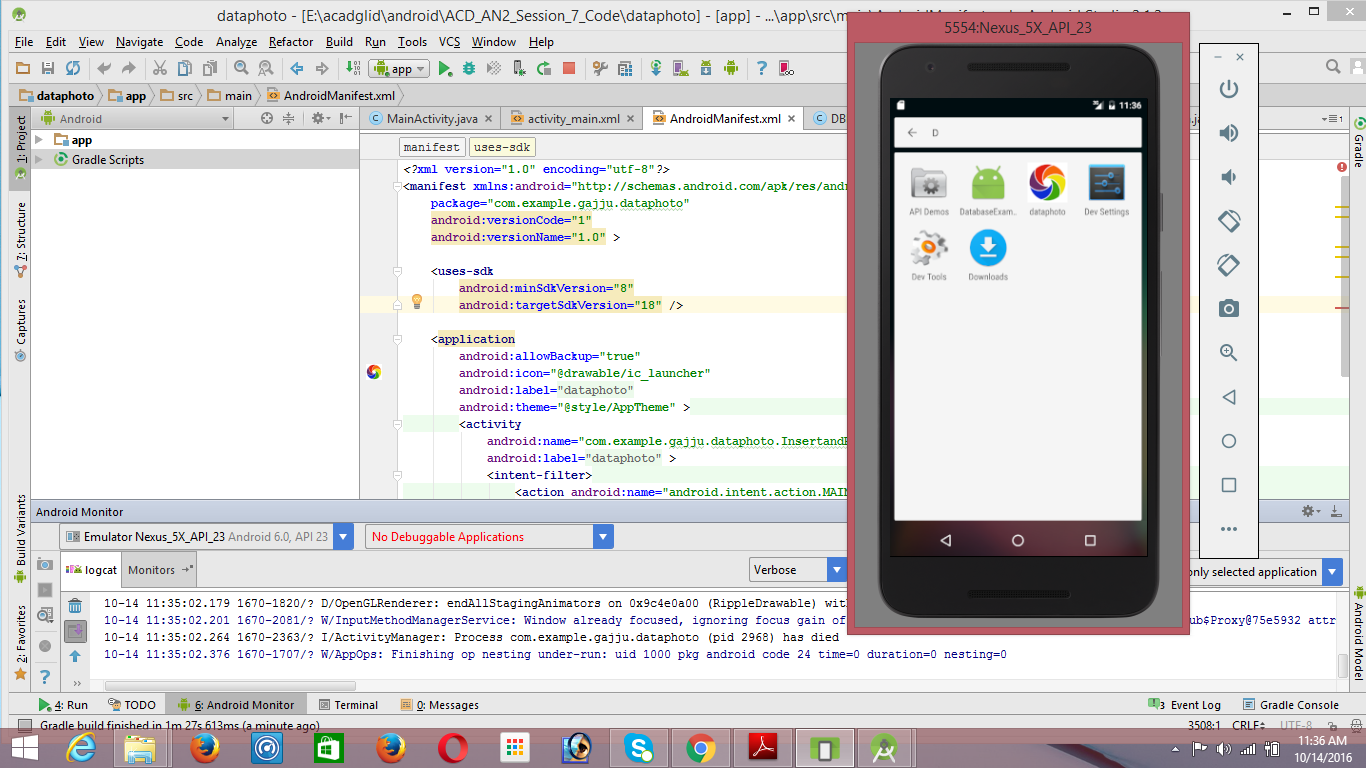 dataphoto - [E:\acadglid\android\ACD_AN2_Session_7_Code\dataphoto] - [app] - ...\app\src\
5554:Nexus_5X_API_23
File Edit View Navigate Code Analyze Refactor Build Run Tools VCS Window Help
app
dataphoto app src main AndroidManifest.xml
Android
MainActivity.java activity_main.xml AndroidManifest.xml DB
1
app
Gradle Scripts
manifest uses-sdk
1: Project
7: Structure
Captures
Build Variants
2: Favorites
<?xml version="1.0" encoding="utf-8"?>
<manifest xmlns:android="http://schemas.android.com/apk/res/and
package="com.example.gajju.dataphoto"
android:versionCode="1"
android:versionName="1.0" >
<uses-sdk
android:minSdkVersion="8"
android:targetSdkVersion="18" />
<application
android:allowBackup="true"
android:icon="@drawable/ic_launcher"
android:label="dataphoto"
android:theme="@style/AppTheme" >
<activity
android:name="com.example.gajju.dataphoto.Insertand
android:label="dataphoto" >
<intent-filter>
<action android:name="android.intent.action.MAIN
11:36
D
API Demos DatabaseExam.. dataphoto Dev Settings
Dev Tools Downloads
Gradle
Android Model
Android Monitor
Emulator Nexus_5X_API_23 Android 6.0, API 23 No Debuggable Applications
logcat Monitors Verbose only selected application
10-14 11:35:02.179 1670-1820/? D/OpenGLRenderer: endAllStagingAnimators on 0x9c4e0a00 (RippleDrawable) wit
10-14 11:35:02.201 1670-2081/? W/InputMethodManagerService: Window already focused, ignoring focus gain of ub$Proxy@75e5932 attr
10-14 11:35:02.264 1670-2363/? I/ActivityManager: Process com.example.gajju.dataphoto (pid 2968) has died
10-14 11:35:02.376 1670-1707/? W/AppOps: Finishing op nesting under-run: uid 1000 pkg android code 24 time=0 duration=0 nesting=0
4: Run TODO 6: Android Monitor Terminal 0: Messages 3 Event Log Gradle Console
Gradle build finished in 1m 27s 613ms (a minute ago) 3508:1 CRLF UTF-8
11:36 AM
10/14/2016